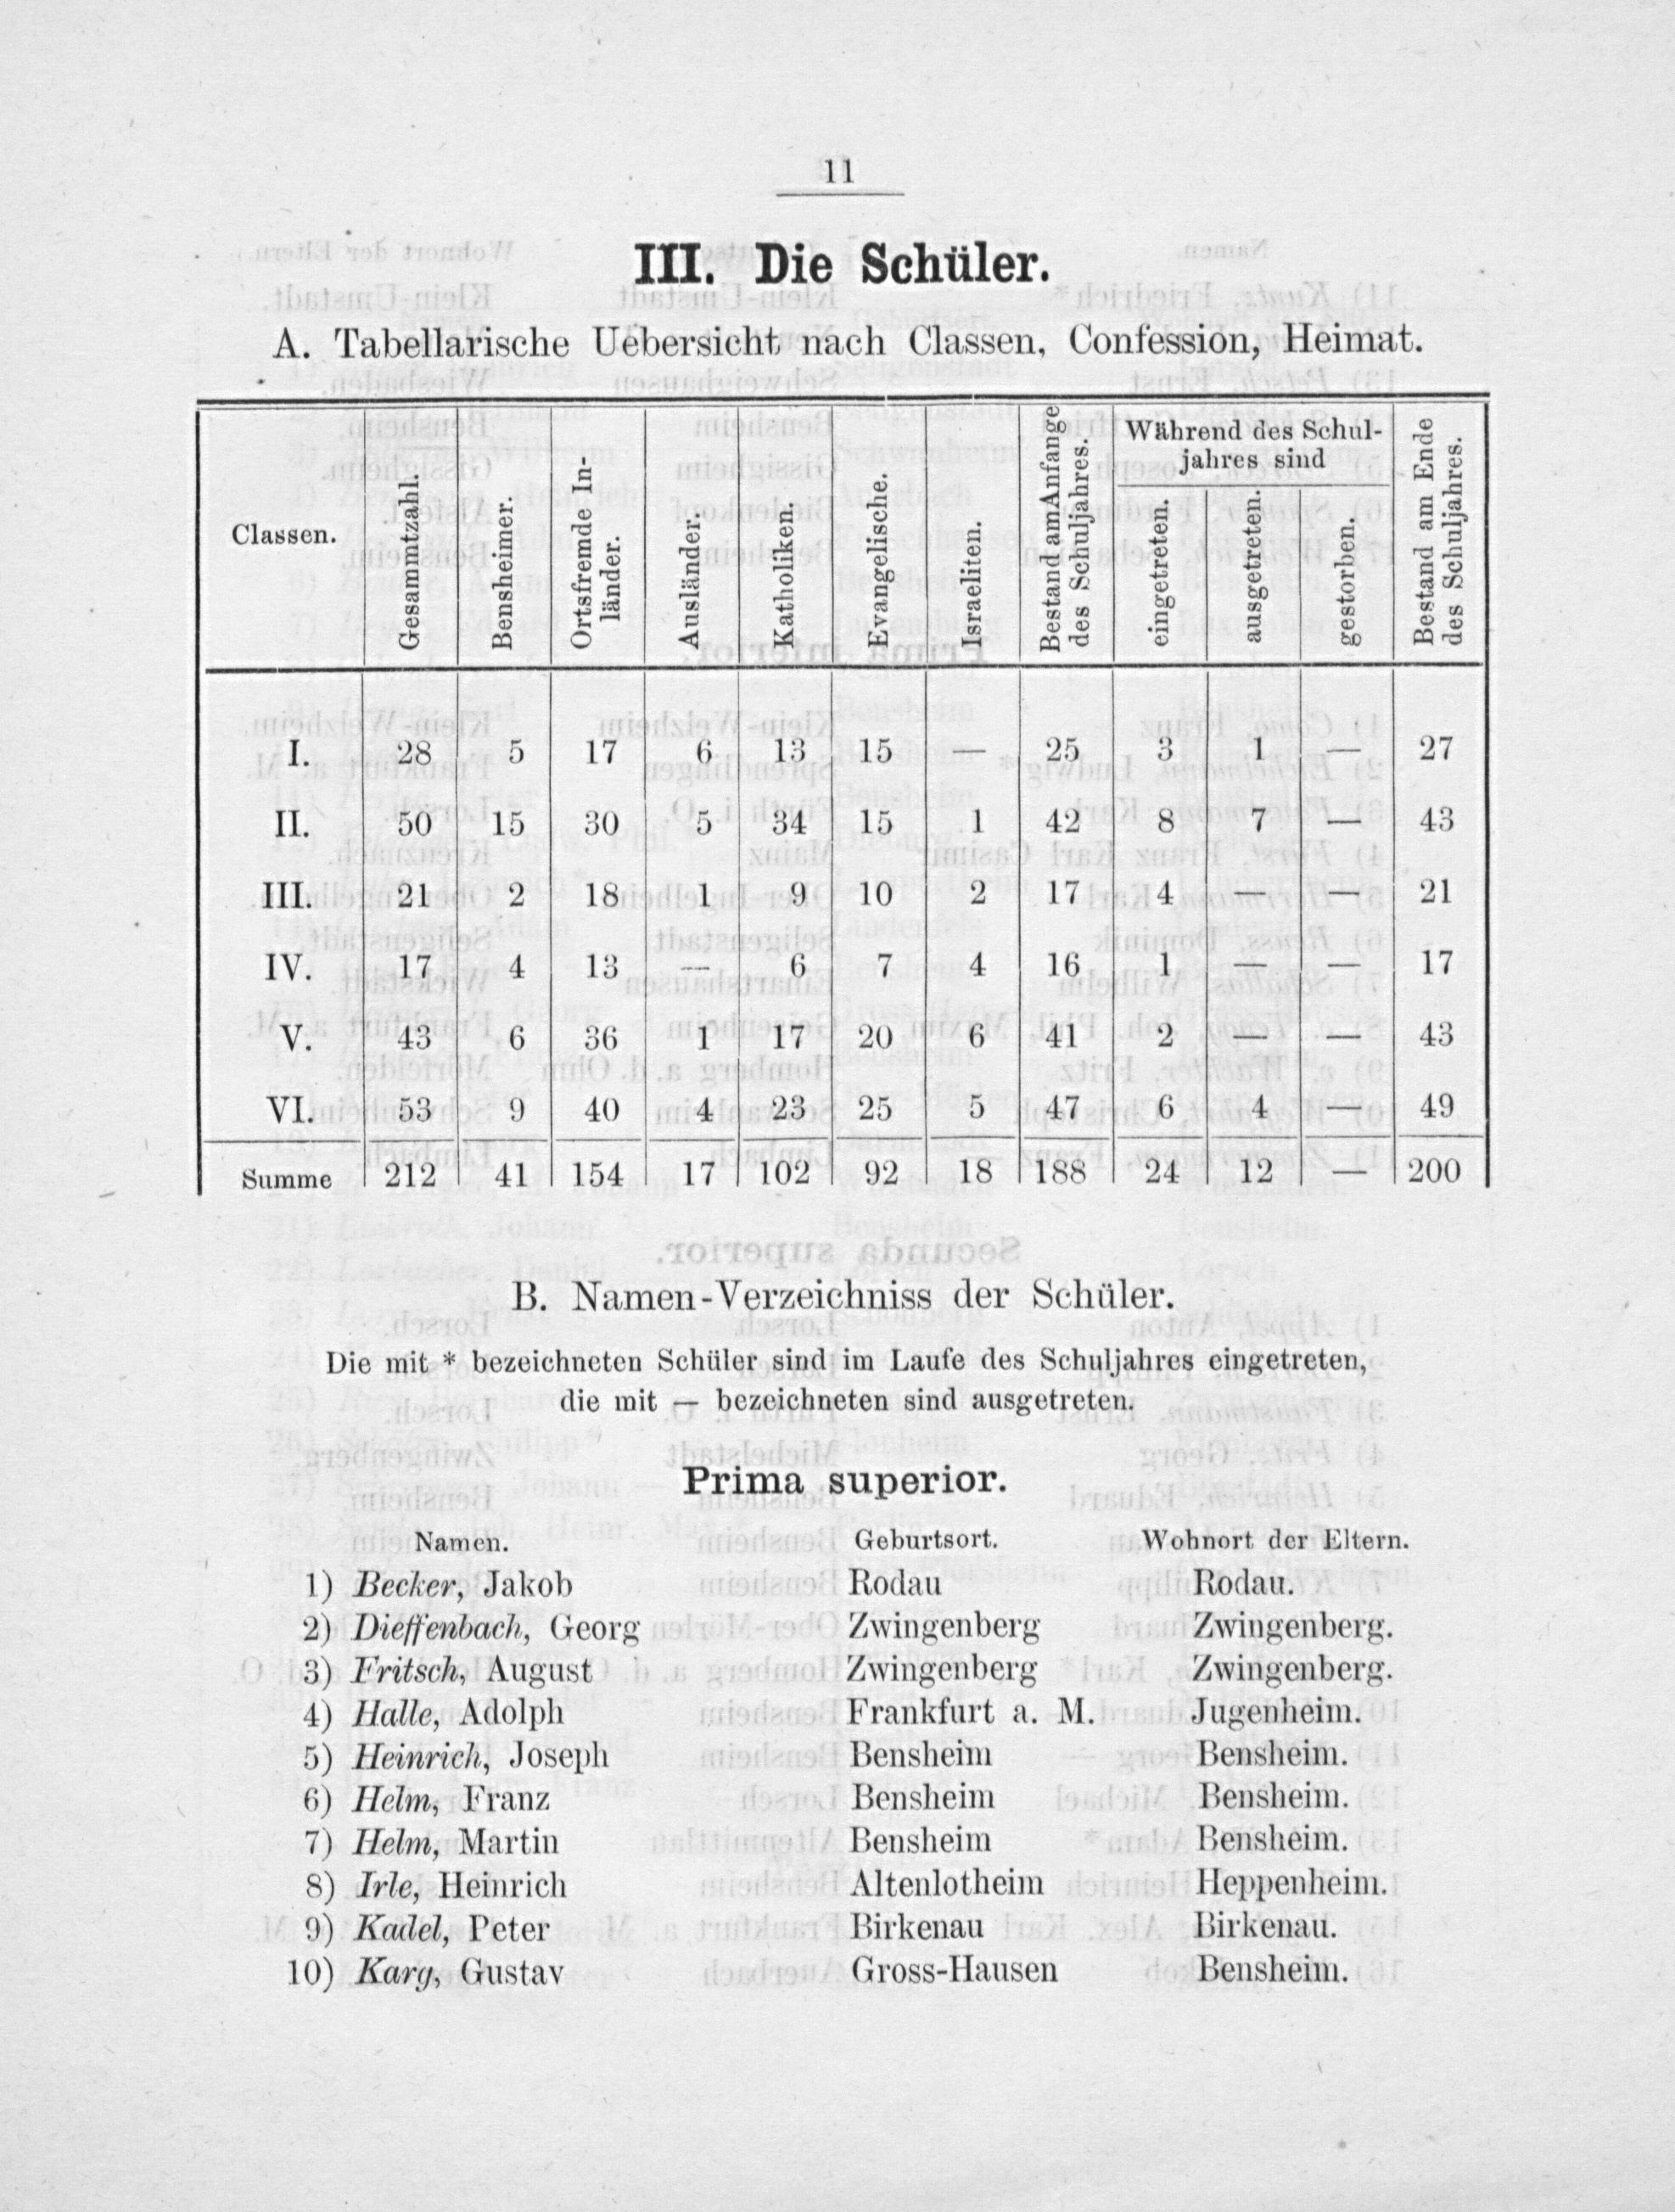 11
III. Die Schüler.
A. Tabellarische Uebersicht nach Classen, Confession, Heimat.
Classen. Gesammtzahl. Bensheimer. Ortsfremde In-länder. Ausländer. Katholiken. Evangelische. Israeliten. Bestand am Anfange des Schuljahres. Während des Schul-jahres sind eingetreten. ausgetreten. gestorben. Bestand am Ende des Schuljahres.
I. 28 5 17 6 13 15 — 25 3 1 — 27
II. 50 15 30 5 34 15 1 42 8 7 — 43
III. 21 2 18 1 9 10 2 17 4 — — 21
IV. 17 4 13 — 6 7 4 16 1 — — 17
V. 43 6 36 1 17 20 6 41 2 — — 43
VI. 53 9 40 4 23 25 5 47 6 4 — 49
Summe 212 41 154 17 102 92 18 188 24 12 — 200
B. Namen-Verzeichniss der Schüler.
Die mit * bezeichneten Schüler sind im Laufe des Schuljahres eingetreten,
die mit — bezeichneten sind ausgetreten.
Prima superior.
Namen. Geburtsort. Wohnort der Eltern.
1) Becker, Jakob Rodau Rodau.
2) Dieffenbach, Georg Zwingenberg Zwingenberg.
3) Fritsch, August Zwingenberg Zwingenberg.
4) Halle, Adolph Frankfurt a. M. Jugenheim.
5) Heinrich, Joseph Bensheim Bensheim.
6) Helm, Franz Bensheim Bensheim.
7) Helm, Martin Bensheim Bensheim.
8) Irle, Heinrich Altenlotheim Heppenheim.
9) Kadel, Peter Birkenau Birkenau.
10) Karg, Gustav Gross-Hausen Bensheim.